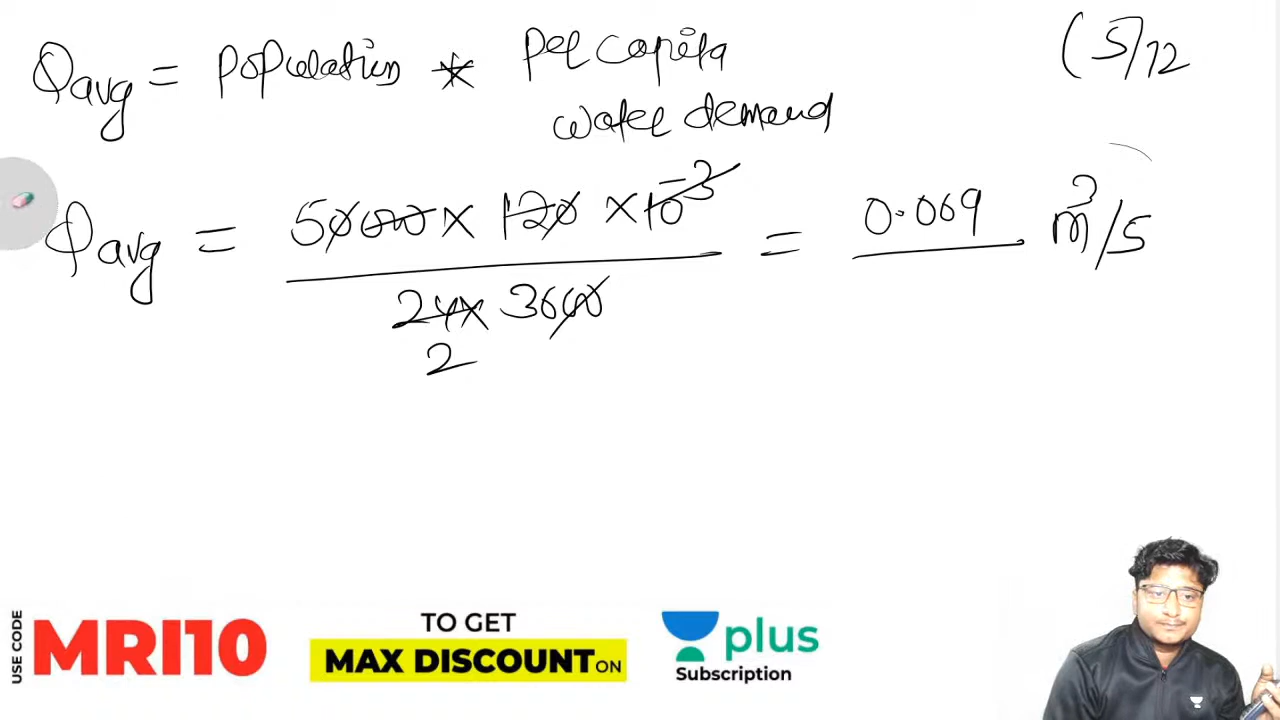 Qavg = Population * Per capita
water demand
(5/72
Qavg = 50000 × 120 × 10⁻³ / 24 × 3600 = 0.069 m³/s
2
USE CODE
MRI10
TO GET
MAX DISCOUNT ON
plus
Subscription